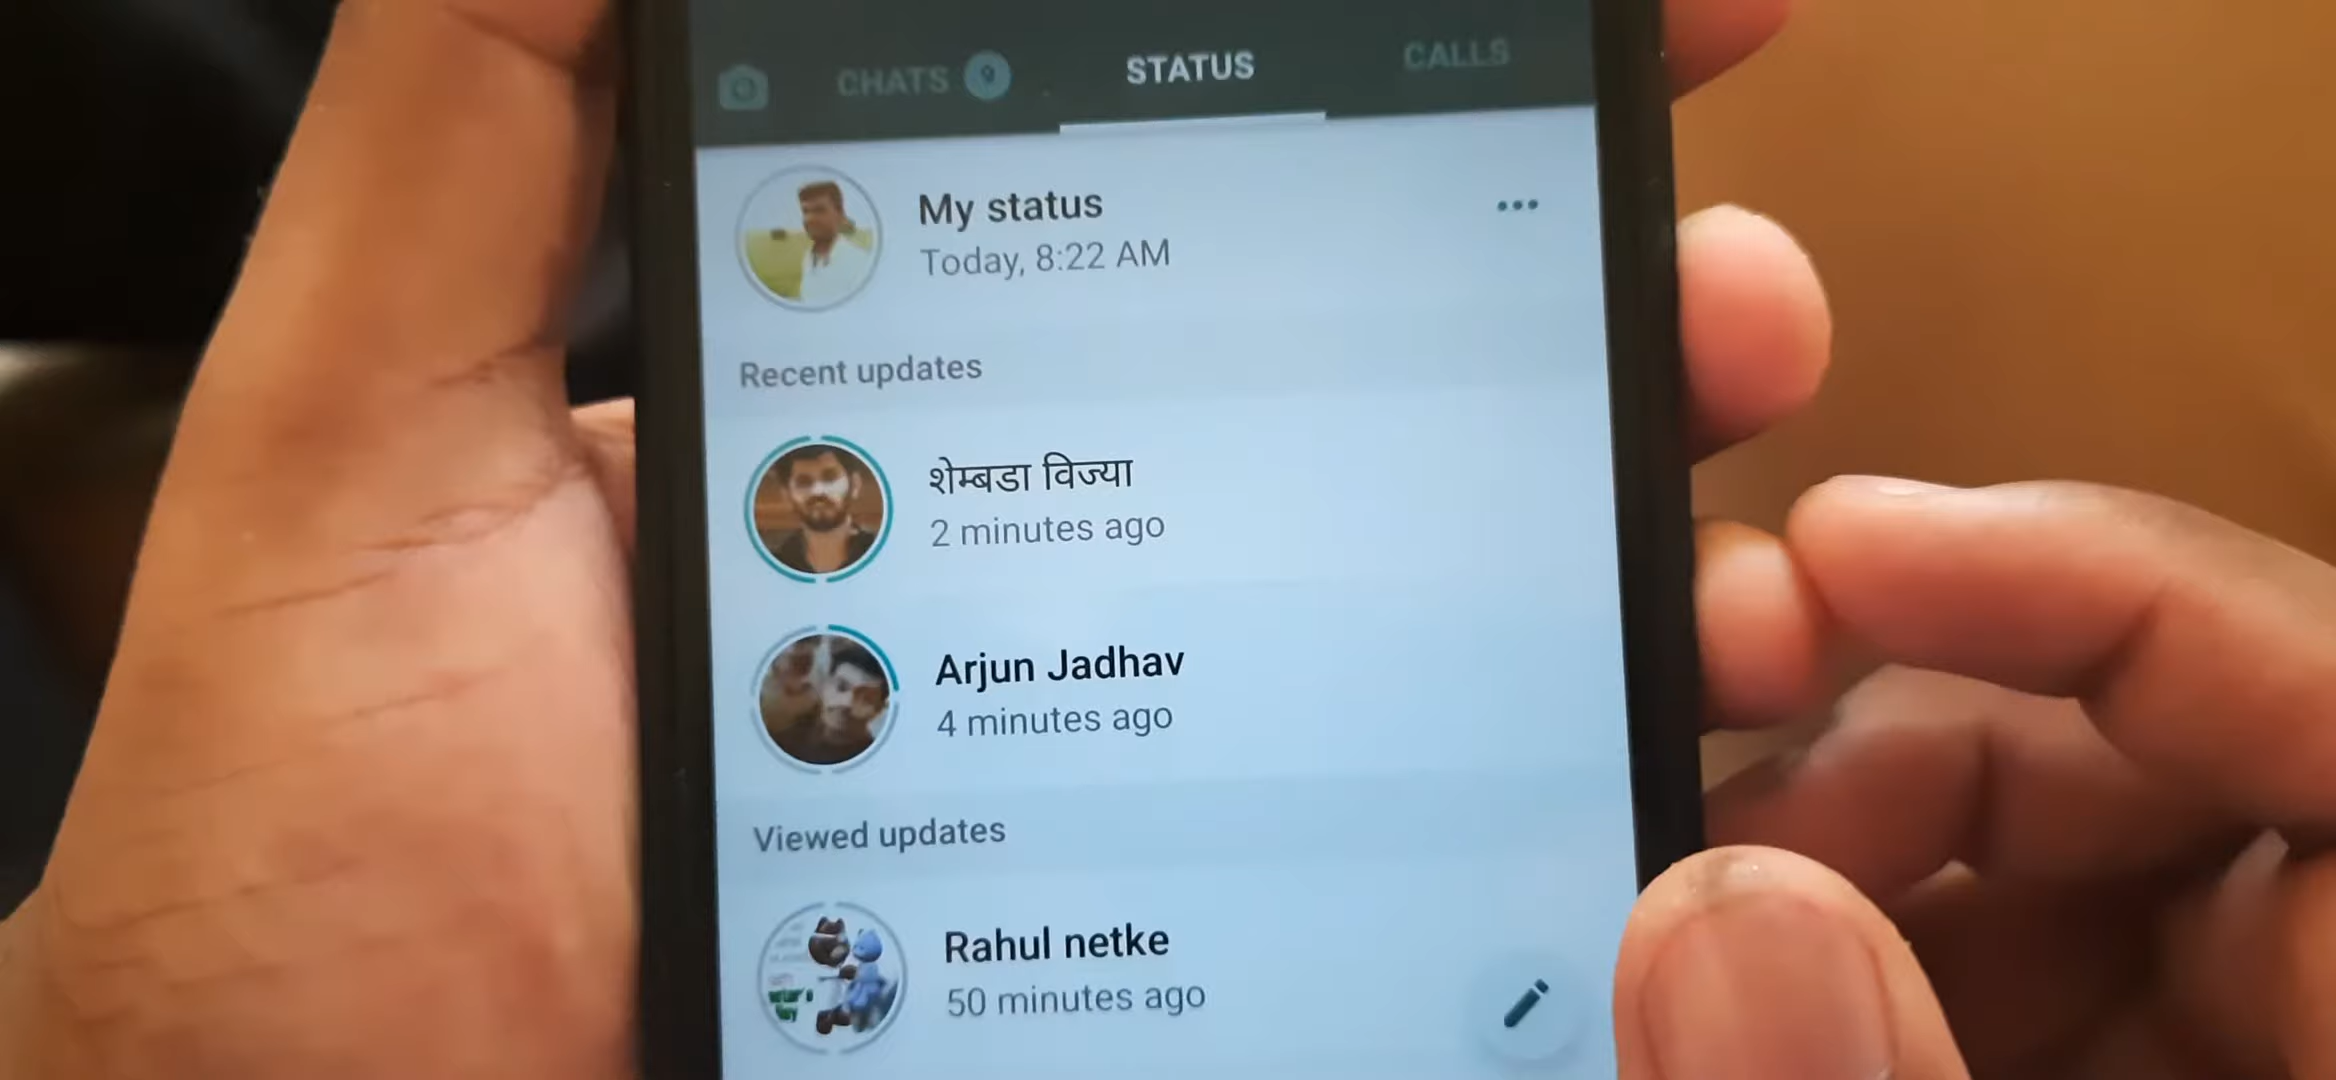 CHATS 9 STATUS CALLS
My status
Today, 8:22 AM
Recent updates
शेम्बडा विज्या
2 minutes ago
Arjun Jadhav
4 minutes ago
Viewed updates
Rahul netke
50 minutes ago